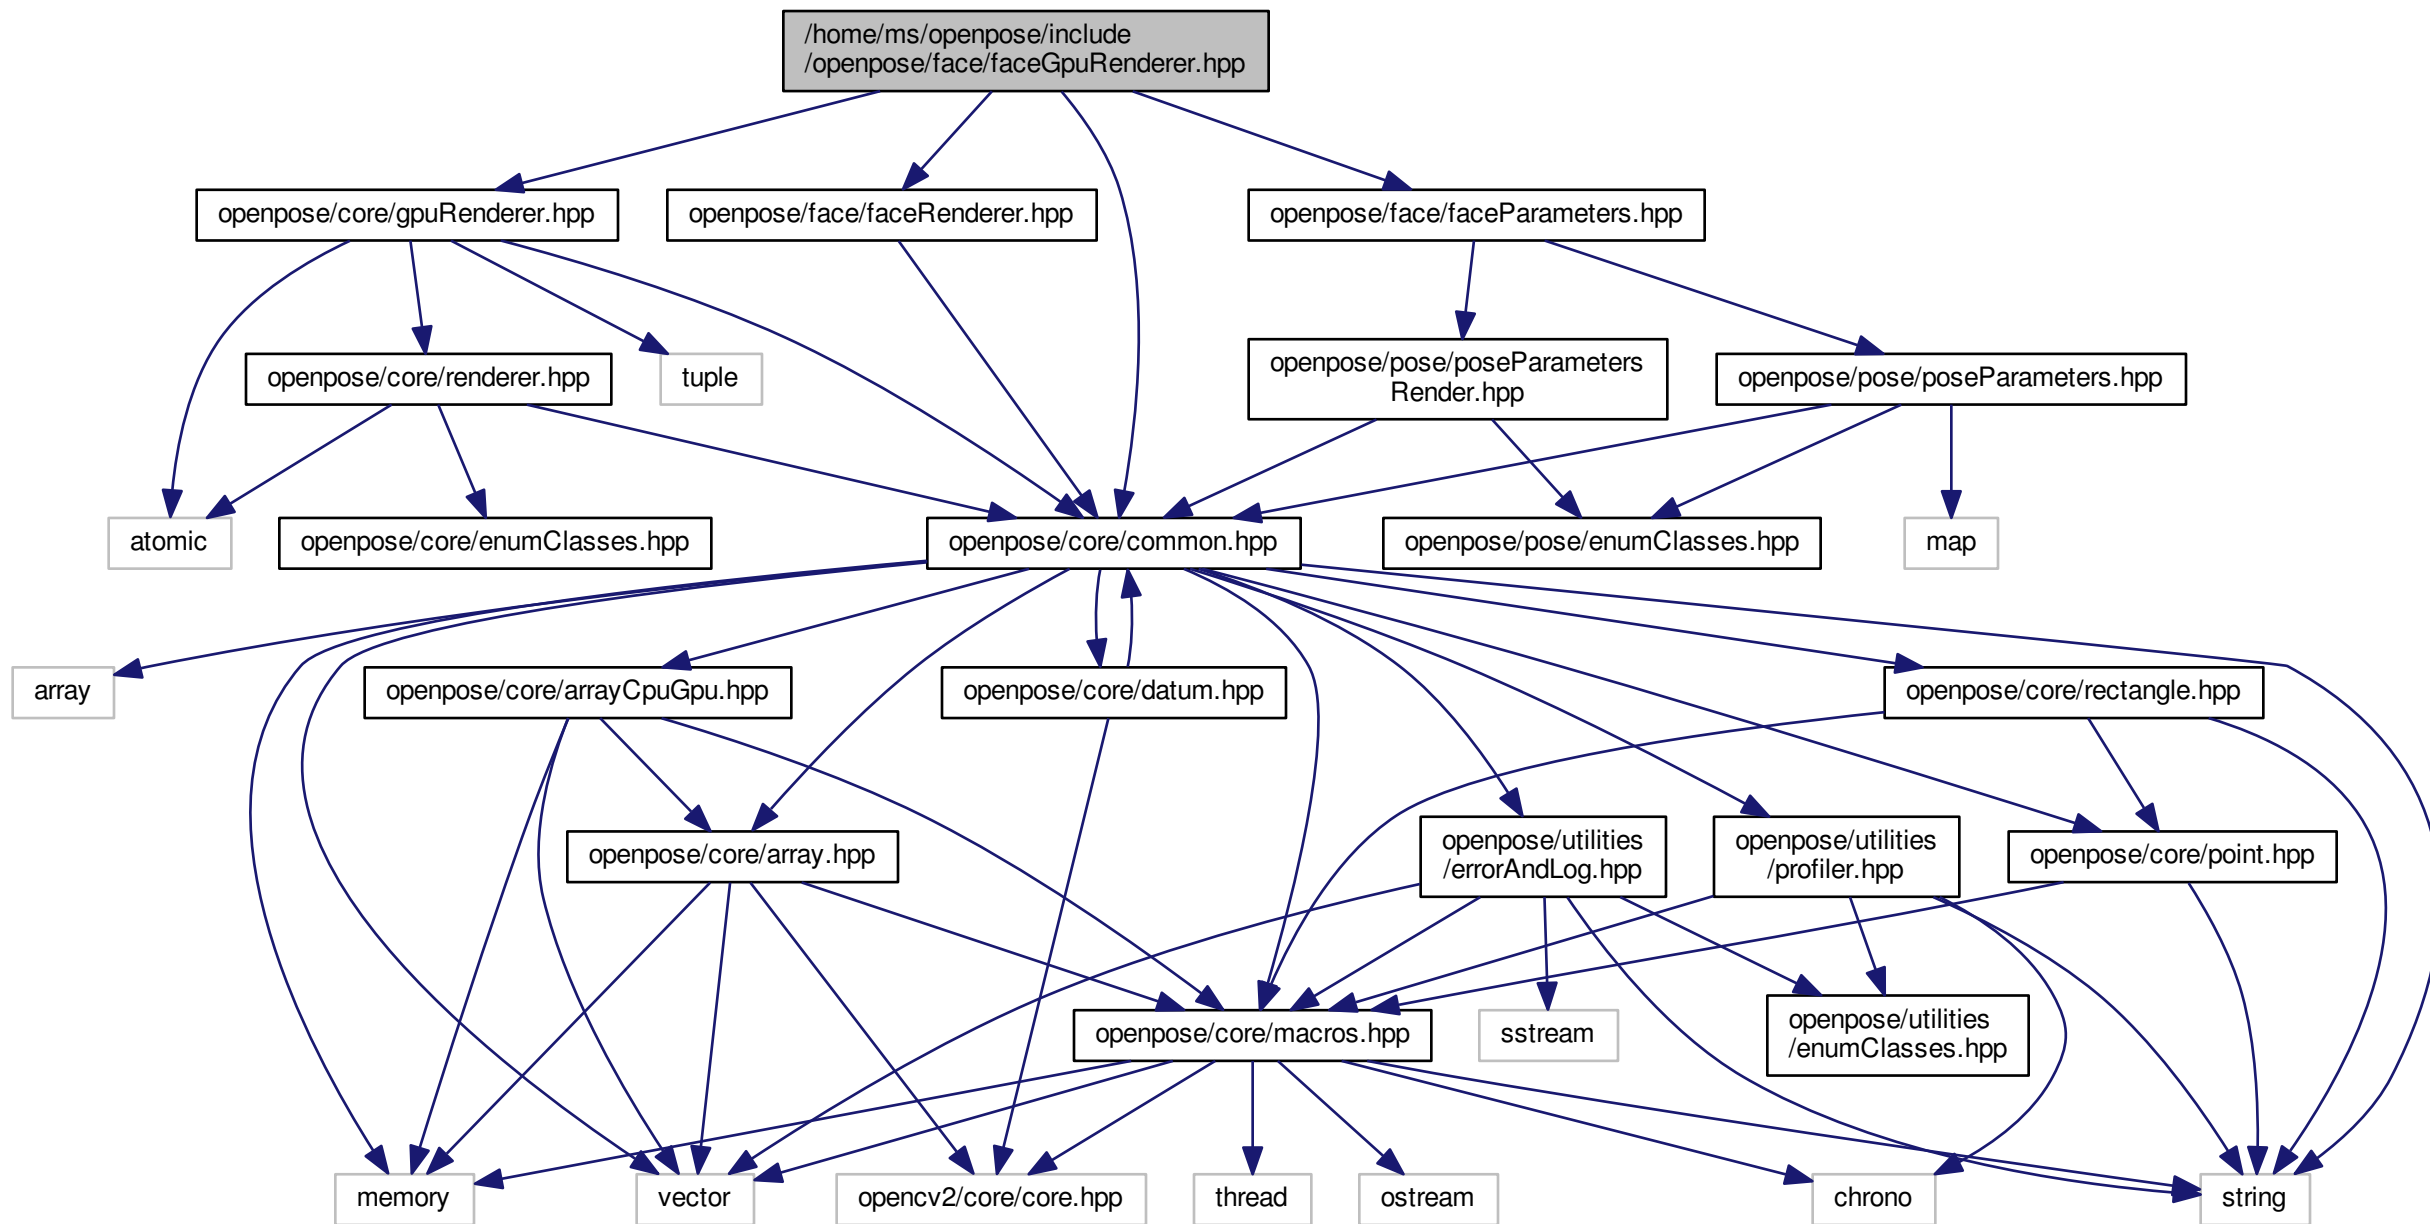 /home/ms/openpose/include
/openpose/face/faceGpuRenderer.hpp
openpose/core/gpuRenderer.hpp
openpose/face/faceRenderer.hpp
openpose/face/faceParameters.hpp
openpose/core/renderer.hpp
tuple
openpose/pose/poseParameters
Render.hpp
openpose/pose/poseParameters.hpp
atomic
openpose/core/enumClasses.hpp
openpose/core/common.hpp
openpose/pose/enumClasses.hpp
map
array
openpose/core/arrayCpuGpu.hpp
openpose/core/datum.hpp
openpose/core/rectangle.hpp
openpose/core/array.hpp
openpose/utilities
/errorAndLog.hpp
openpose/utilities
/profiler.hpp
openpose/core/point.hpp
openpose/core/macros.hpp
sstream
openpose/utilities
/enumClasses.hpp
memory
vector
opencv2/core/core.hpp
thread
ostream
chrono
string